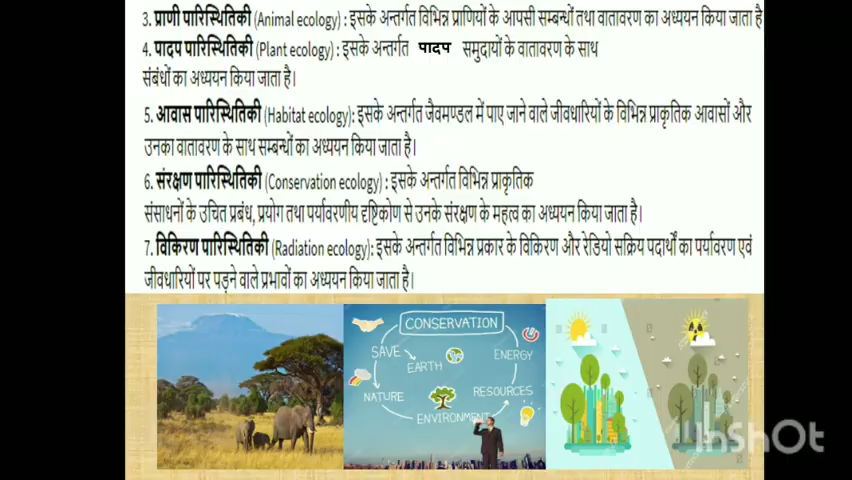 3. प्राणी पारिस्थितिकी (Animal ecology) : इसके अन्तर्गत विभिन्न प्राणियों के आपसी सम्बन्धों तथा वातावरण का अध्ययन किया जाता है
4. पादप पारिस्थितिकी (Plant ecology) : इसके अन्तर्गत पादप समुदायों के वातावरण के साथ
संबंधों का अध्ययन किया जाता है।
5. आवास पारिस्थितिकी (Habitat ecology): इसके अन्तर्गत जैवमण्डल में पाए जाने वाले जीवधारियों के विभिन्न प्राकृतिक आवासों और
उनका वातावरण के साथ सम्बन्धों का अध्ययन किया जाता है।
6. संरक्षण पारिस्थितिकी (Conservation ecology) : इसके अन्तर्गत विभिन्न प्राकृतिक
संसाधनों के उचित प्रबंध, प्रयोग तथा पर्यावरणीय दृष्टिकोण से उनके संरक्षण के महत्व का अध्ययन किया जाता है।
7. विकिरण पारिस्थितिकी (Radiation ecology): इसके अन्तर्गत विभिन्न प्रकार के विकिरण और रेडियो सक्रिय पदार्थों का पर्यावरण एवं
जीवधारियों पर पड़ने वाले प्रभावों का अध्ययन किया जाता है।
CONSERVATION
SAVE
EARTH
ENERGY
NATURE
RESOURCES
ENVIRONMENT
InShOt